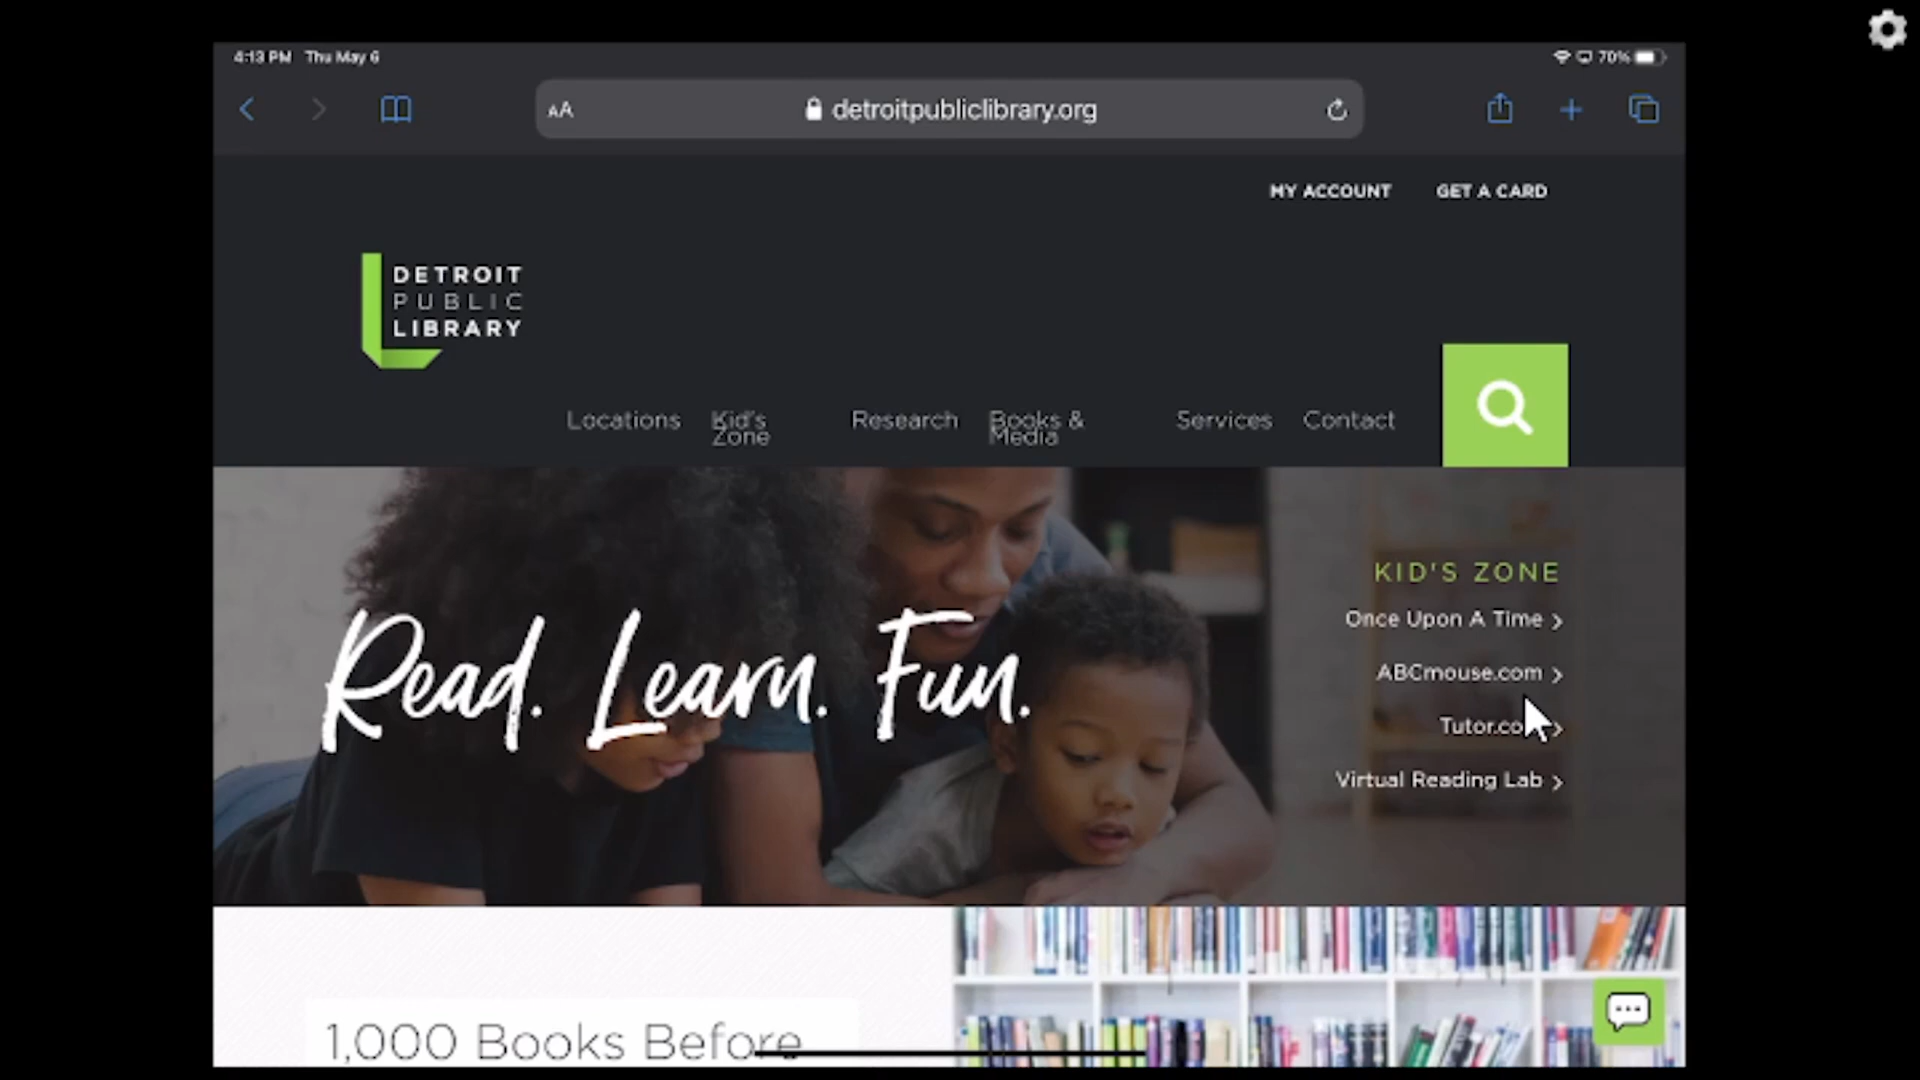 4:13 PM Thu May 6
70%
AA
detroitpubliclibrary.org
MY ACCOUNT GET A CARD
DETROIT
PUBLIC
LIBRARY
Locations Kid's Zone Research Books & Media Services Contact
Read. Learn. Fun.
KID'S ZONE
Once Upon A Time >
ABCmouse.com >
Tutor.co >
Virtual Reading Lab >
1,000 Books Before